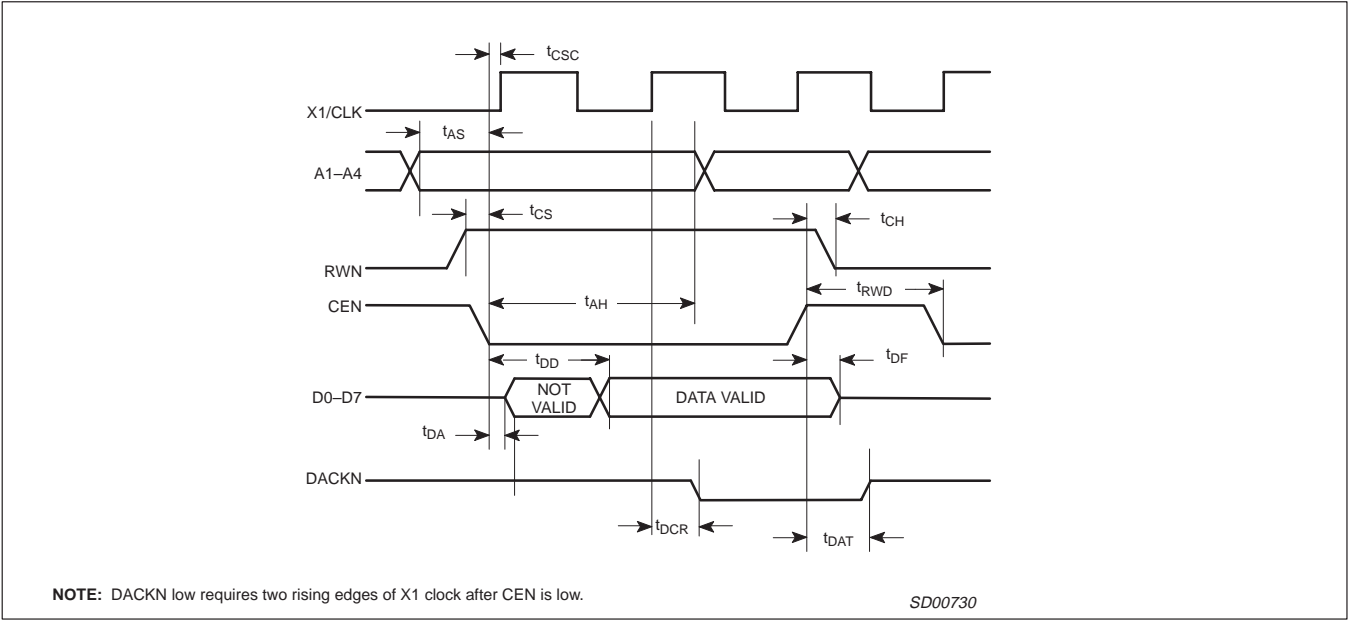 tCSC
X1/CLK
tAS
A1–A4
tCS
tCH
RWN
tRWD
CEN
tAH
tDD
tDF
D0–D7
NOT
VALID
DATA VALID
tDA
DACKN
tDCR
tDAT
NOTE: DACKN low requires two rising edges of X1 clock after CEN is low.
SD00730